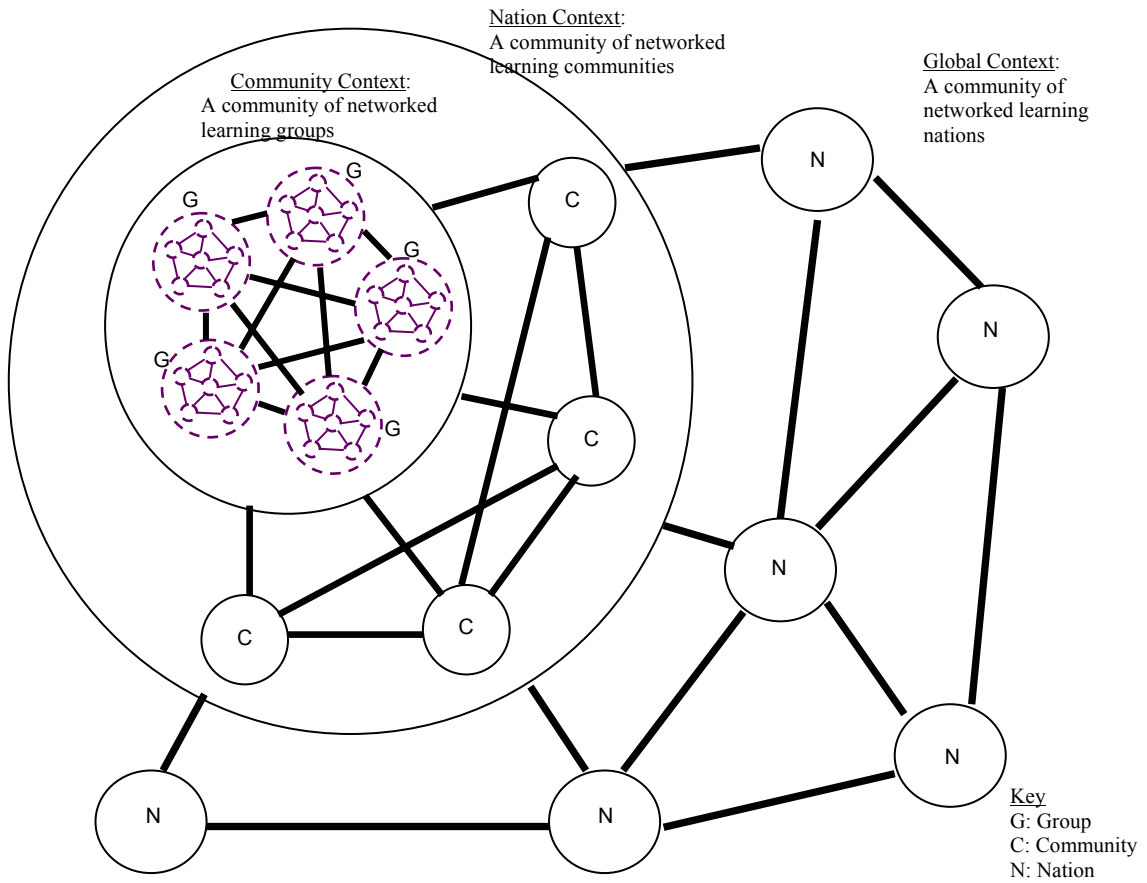 Nation Context:
A community of networked
learning communities
Community Context:
A community of networked
learning groups
Global Context:
A community of
networked learning
nations
G
G
G
G
G
C
C
C
C
N
N
N
N
N
N
Key
G: Group
C: Community
N: Nation